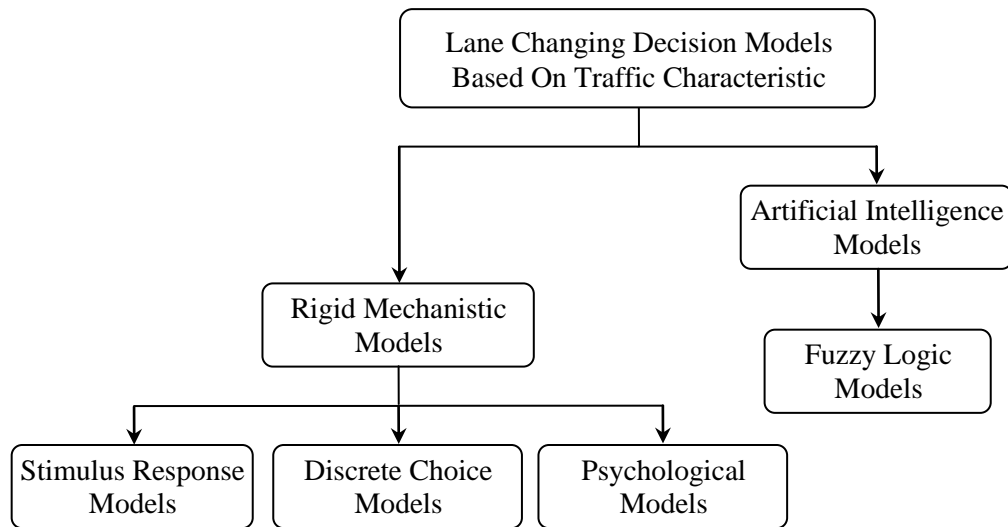 Lane Changing Decision Models
Based On Traffic Characteristic
Artificial Intelligence
Models
Rigid Mechanistic
Models
Fuzzy Logic
Models
Stimulus Response
Models
Discrete Choice
Models
Psychological
Models